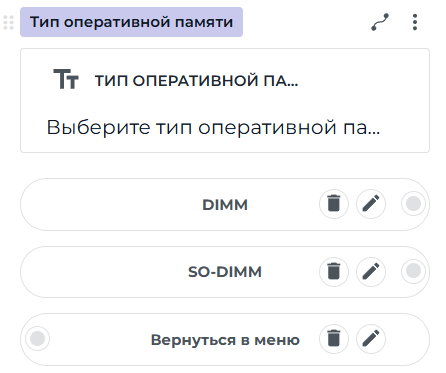 Тип оперативной памяти
ТИП ОПЕРАТИВНОЙ ПА...
Выберите тип оперативной па...
DIMM
SO-DIMM
Вернуться в меню